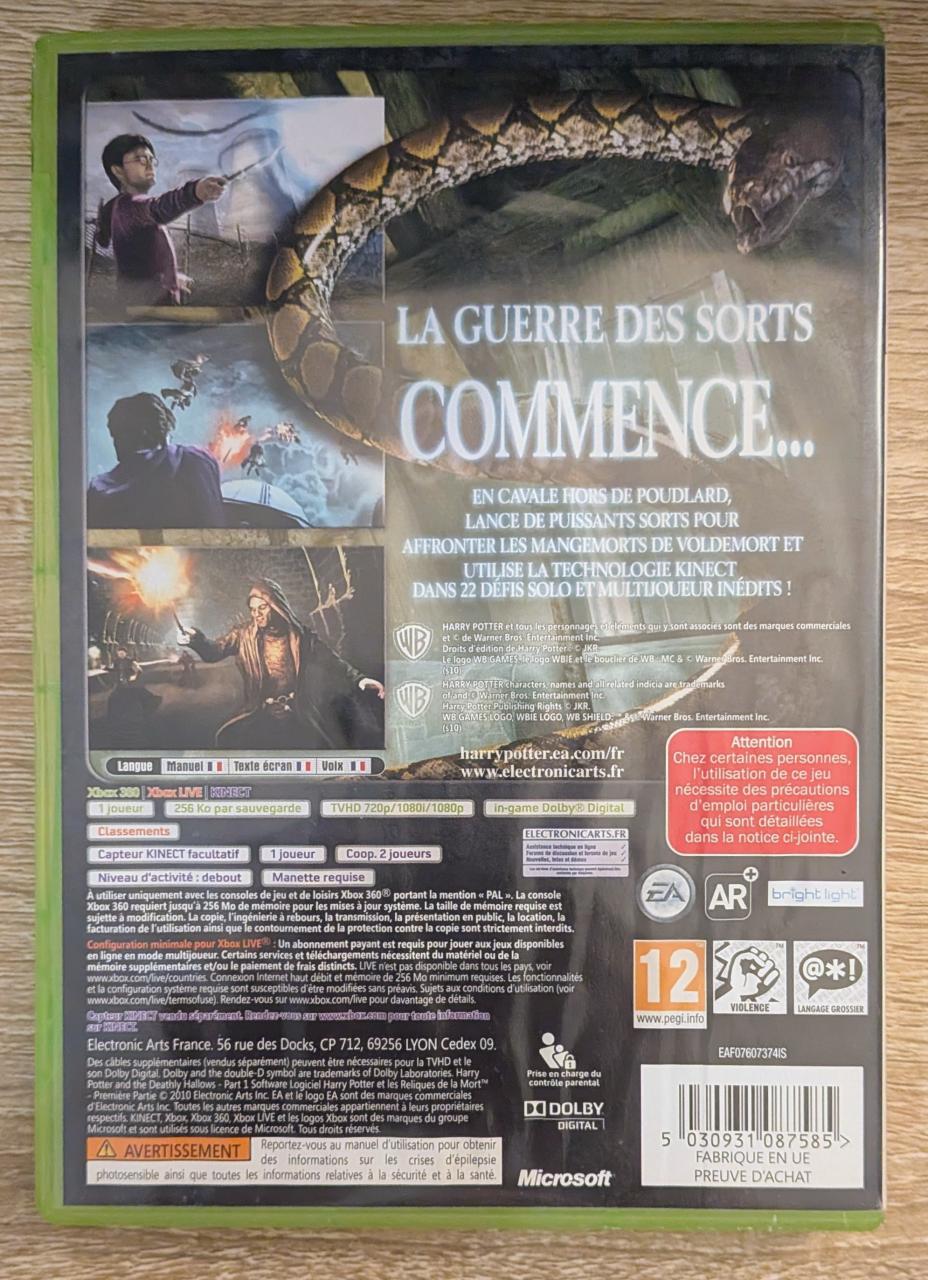 LA GUERRE DES SORTS
COMMENCE...
EN CAVALE HORS DE POUDLARD,
LANCE DE PUISSANTS SORTS POUR
AFFRONTER LES MANGEMORTS DE VOLDEMORT ET
UTILISE LA TECHNOLOGIE KINECT
DANS 22 DÉFIS SOLO ET MULTIJOUEUR INÉDITS !
WB
HARRY POTTER et tous les personnages et éléments qui y sont associés sont des marques commerciales
et © de Warner Bros. Entertainment Inc.
Droits d'édition de Harry Potter © JKR.
Le logo WB GAMES, le logo WBIE et le bouclier de WB : MC & © Warner Bros. Entertainment Inc.
(s10)
WB
HARRY POTTER characters, names and all related indicia are trademarks
of and © Warner Bros. Entertainment Inc.
Harry Potter Publishing Rights © JKR.
WB GAMES LOGO, WBIE LOGO, WB SHIELD: ™ & © Warner Bros. Entertainment Inc.
(s10)
harrypotter.ea.com/fr
www.electronicarts.fr
Langue Manuel Texte écran Voix
Attention
Chez certaines personnes,
l'utilisation de ce jeu
nécessite des précautions
d'emploi particulières
qui sont détaillées
dans la notice ci-jointe.
Xbox 360 | Xbox LIVE | KINECT
1 joueur 256 Ko par sauvegarde TVHD 720p/1080i/1080p in-game Dolby® Digital
Classements
Capteur KINECT facultatif 1 joueur Coop. 2 joueurs
Niveau d'activité : debout Manette requise
ELECTRONICARTS.FR
Assistance technique en ligne
Forums de discussion et forums de jeu
Nouvelles, infos et démos
EA AR+ bright light
À utiliser uniquement avec les consoles de jeu et de loisirs Xbox 360® portant la mention « PAL ». La console
Xbox 360 requiert jusqu'à 256 Mo de mémoire pour les mises à jour système. La taille de mémoire requise est
sujette à modification. La copie, l'ingénierie à rebours, la transmission, la présentation en public, la location, la
facturation de l'utilisation ainsi que le contournement de la protection contre la copie sont strictement interdits.
Configuration minimale pour Xbox LIVE® : Un abonnement payant est requis pour jouer aux jeux disponibles
en ligne en mode multijoueur. Certains services et téléchargements nécessitent du matériel ou de la
mémoire supplémentaires et/ou le paiement de frais distincts. LIVE n'est pas disponible dans tous les pays, voir
www.xbox.com/live/countries. Connexion Internet haut débit et mémoire de 256 Mo minimum requises. Les fonctionnalités
et la configuration système requise sont susceptibles d'être modifiées sans préavis. Sujets aux conditions d'utilisation (voir
www.xbox.com/live/termsofuse). Rendez-vous sur www.xbox.com/live pour davantage de détails.
Capteur KINECT vendu séparément. Rendez-vous sur www.xbox.com pour toute information
sur KINECT.
Electronic Arts France. 56 rue des Docks, CP 712, 69256 LYON Cedex 09.
Des câbles supplémentaires (vendus séparément) peuvent être nécessaires pour la TVHD et le
son Dolby Digital. Dolby and the double-D symbol are trademarks of Dolby Laboratories. Harry
Potter and the Deathly Hallows - Part 1 Software Logiciel Harry Potter et les Reliques de la Mort™
- Première Partie © 2010 Electronic Arts Inc. EA et le logo EA sont des marques commerciales
d'Electronic Arts Inc. Toutes les autres marques commerciales appartiennent à leurs propriétaires
respectifs. KINECT, Xbox, Xbox 360, Xbox LIVE et les logos Xbox sont des marques du groupe
Microsoft et sont utilisés sous licence de Microsoft. Tous droits réservés.
AVERTISSEMENT
Reportez-vous au manuel d'utilisation pour obtenir
des informations sur les crises d'épilepsie
photosensible ainsi que toutes les informations relatives à la sécurité et à la santé.
Prise en charge du
contrôle parental
DOLBY
DIGITAL
Microsoft
12
www.pegi.info
VIOLENCE
@*!
LANGAGE GROSSIER
EAF07607374IS
5 030931 087585 >
FABRIQUE EN UE
PREUVE D'ACHAT